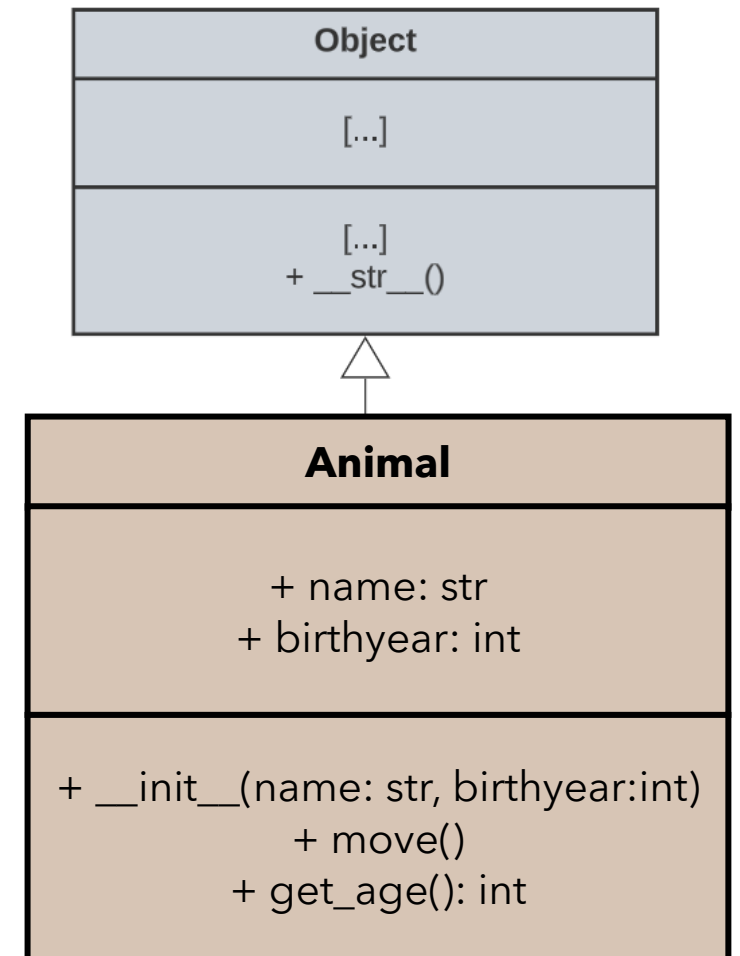 Object
[...]
[...]
+ __str__()
Animal
+ name: str
+ birthyear: int
+ __init__(name: str, birthyear:int)
+ move()
+ get_age(): int